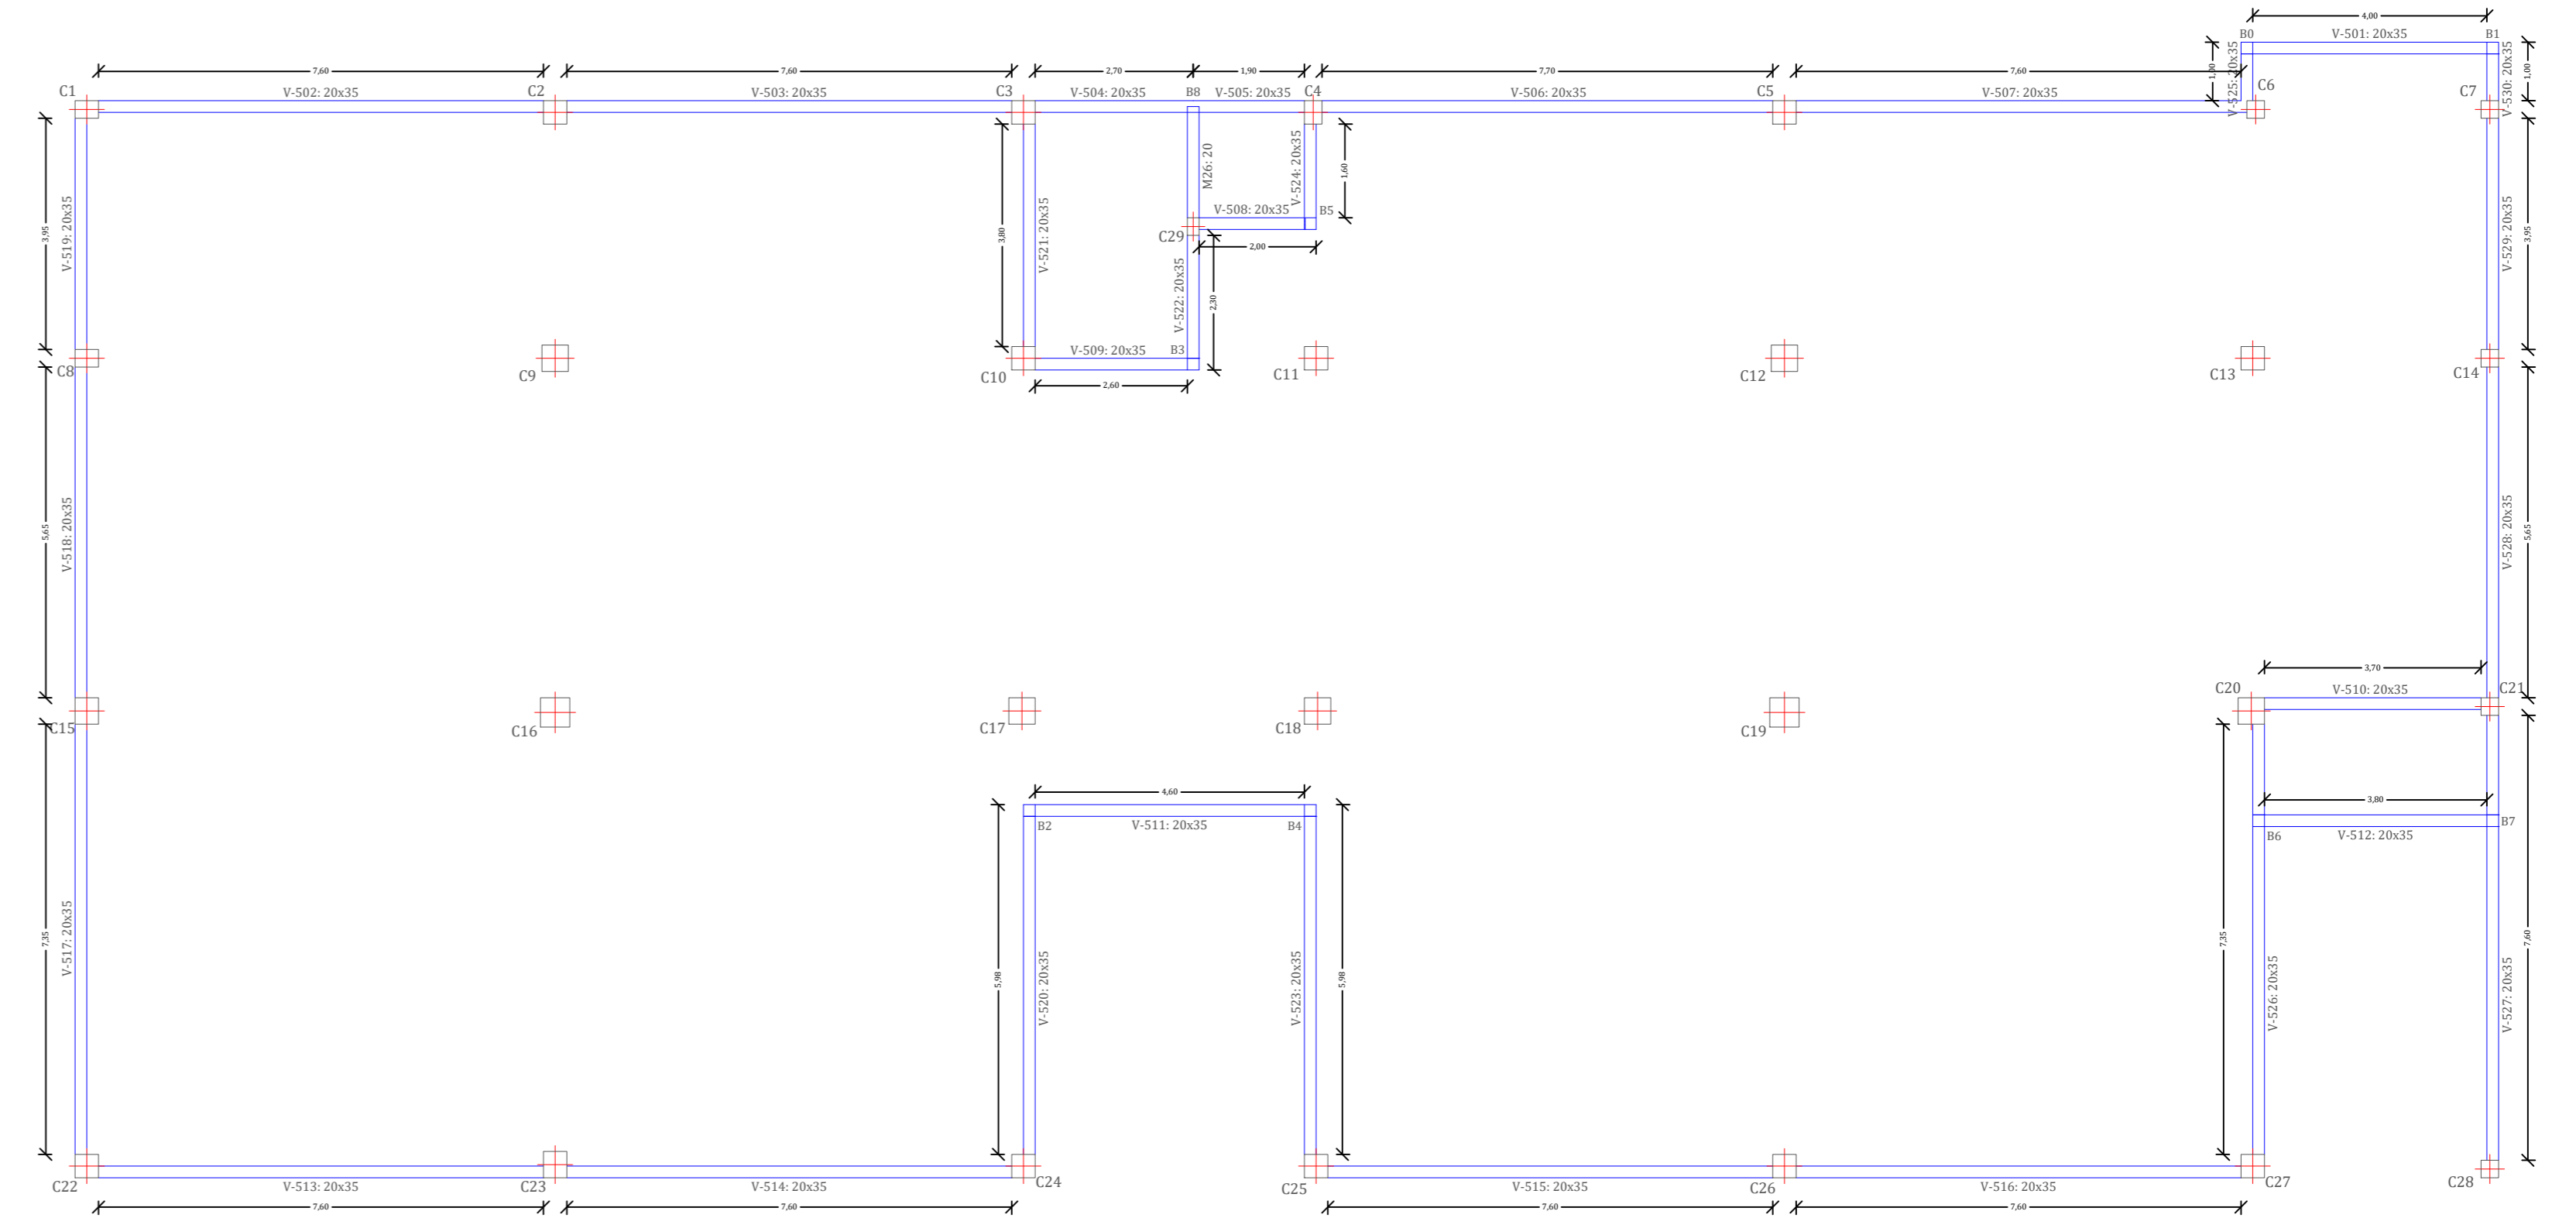 4,00
B0
V-501: 20x35
B1
V-525: 20x35
1,00
V-530: 20x35
1,00
7,60
7,60
2,70
1,90
7,70
7,60
C1
V-502: 20x35
C2
V-503: 20x35
C3
V-504: 20x35
B8
V-505: 20x35
C4
V-506: 20x35
C5
V-507: 20x35
C6
C7
3,95
V-519: 20x35
3,80
V-521: 20x35
M26: 20
V-524: 20x35
1,60
V-508: 20x35
B5
C29
2,00
V-522: 20x35
2,30
V-529: 20x35
3,95
V-509: 20x35
B3
C8
C9
C10
2,60
C11
C12
C13
C14
5,65
V-518: 20x35
V-528: 20x35
5,65
3,70
C20
V-510: 20x35
C21
C15
C16
C17
C18
C19
4,60
3,80
B2
V-511: 20x35
B4
B6
V-512: 20x35
B7
7,35
V-517: 20x35
5,98
V-520: 20x35
V-523: 20x35
5,98
7,35
V-526: 20x35
V-527: 20x35
7,60
C22
V-513: 20x35
C23
V-514: 20x35
C24
C25
V-515: 20x35
C26
V-516: 20x35
C27
C28
7,60
7,60
7,60
7,60